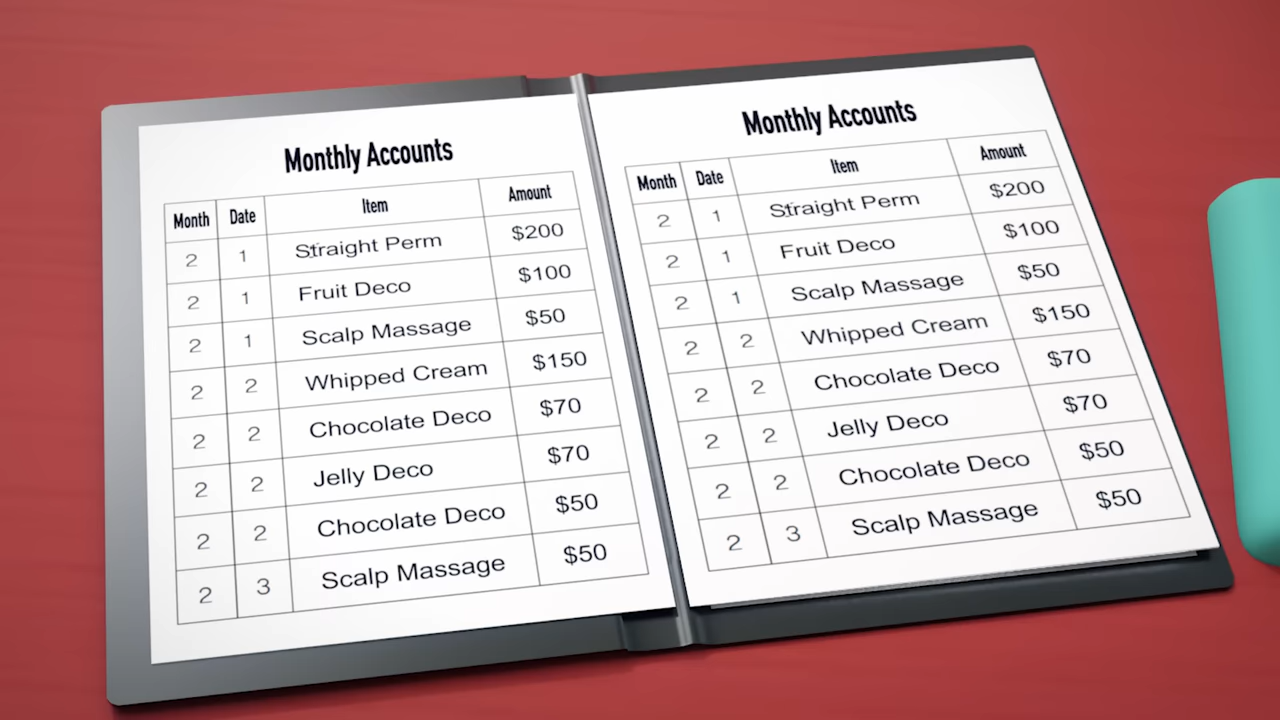 Monthly Accounts
Month Date Item Amount
2 1 Straight Perm $200
2 1 Fruit Deco $100
2 1 Scalp Massage $50
2 2 Whipped Cream $150
2 2 Chocolate Deco $70
2 2 Jelly Deco $70
2 2 Chocolate Deco $50
2 3 Scalp Massage $50
Monthly Accounts
Month Date Item Amount
2 1 Straight Perm $200
2 1 Fruit Deco $100
2 1 Scalp Massage $50
2 2 Whipped Cream $150
2 2 Chocolate Deco $70
2 2 Jelly Deco $70
2 2 Chocolate Deco $50
2 3 Scalp Massage $50